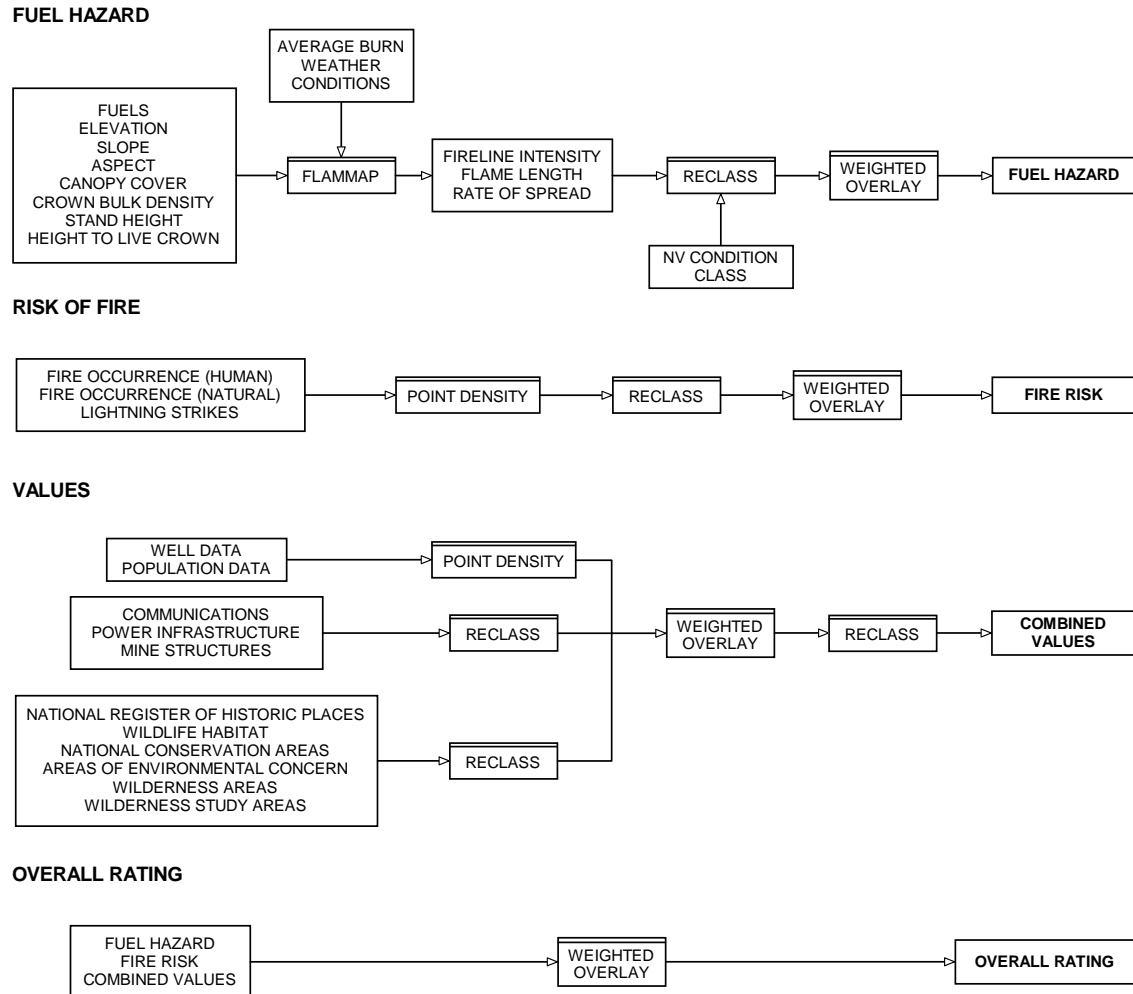 FUEL HAZARD
AVERAGE BURN
WEATHER
CONDITIONS
FUELS
ELEVATION
SLOPE
ASPECT
CANOPY COVER
CROWN BULK DENSITY
STAND HEIGHT
HEIGHT TO LIVE CROWN
FLAMMAP
FIRELINE INTENSITY
FLAME LENGTH
RATE OF SPREAD
RECLASS
WEIGHTED
OVERLAY
FUEL HAZARD
NV CONDITION
CLASS
RISK OF FIRE
FIRE OCCURRENCE (HUMAN)
FIRE OCCURRENCE (NATURAL)
LIGHTNING STRIKES
POINT DENSITY
RECLASS
WEIGHTED
OVERLAY
FIRE RISK
VALUES
WELL DATA
POPULATION DATA
POINT DENSITY
COMMUNICATIONS
POWER INFRASTRUCTURE
MINE STRUCTURES
RECLASS
WEIGHTED
OVERLAY
RECLASS
COMBINED
VALUES
NATIONAL REGISTER OF HISTORIC PLACES
WILDLIFE HABITAT
NATIONAL CONSERVATION AREAS
AREAS OF ENVIRONMENTAL CONCERN
WILDERNESS AREAS
WILDERNESS STUDY AREAS
RECLASS
OVERALL RATING
FUEL HAZARD
FIRE RISK
COMBINED VALUES
WEIGHTED
OVERLAY
OVERALL RATING